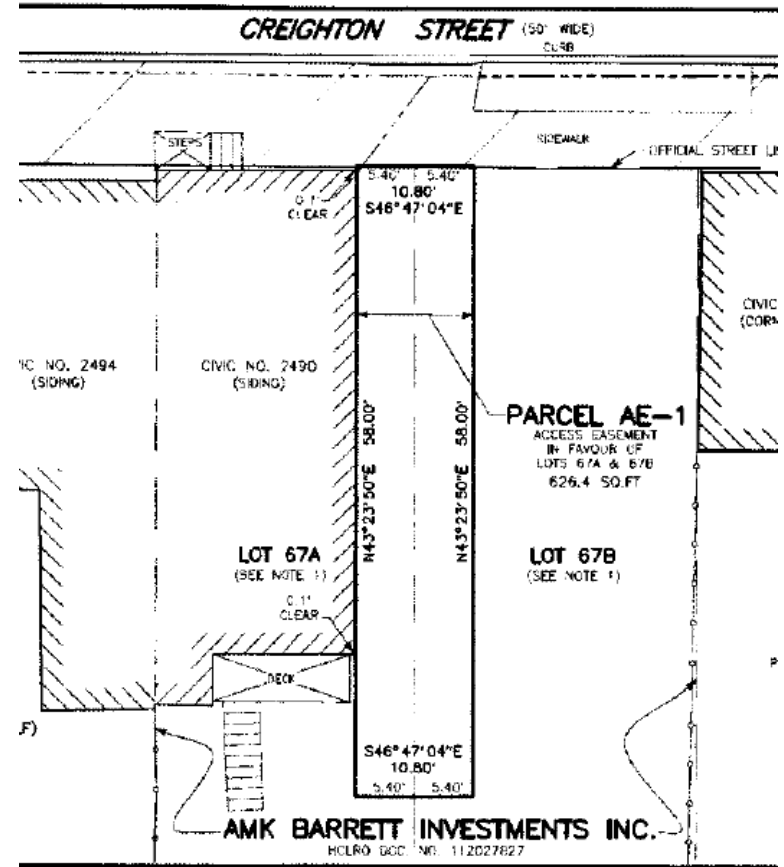 CREIGHTON STREET (50' WIDE)
CURB
STEPS
SIDEWALK
OFFICIAL STREET
5.40' 5.40'
10.80'
S46°47'04"E
0.1'
CLEAR
CIVIC
NO. 2494
(SIDING)
CIVIC NO. 2490
(SIDING)
N43°23'50"E 58.00'
N43°23'50"E 58.00'
PARCEL AE-1
ACCESS EASEMENT
IN FAVOUR OF
LOTS 67A & 67B
626.4 SQ.FT
LOT 67A
(SEE NOTE 1)
LOT 67B
(SEE NOTE 1)
0.1'
CLEAR
DECK
S46°47'04"E
10.80'
5.40' 5.40'
AMK BARRETT INVESTMENTS INC.
HCLRO DOC. NO. 112027827